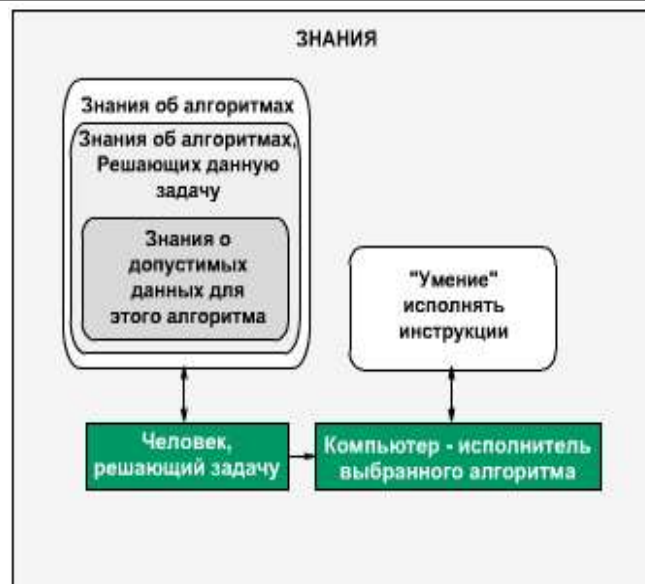 ЗНАНИЯ
Знания об алгоритмах
Знания об алгоритмах,
Решающих данную
задачу
Знания о
допустимых
данных для
этого алгоритма
"Умение"
исполнять
инструкции
Человек,
решающий задачу
Компьютер - исполнитель
выбранного алгоритма